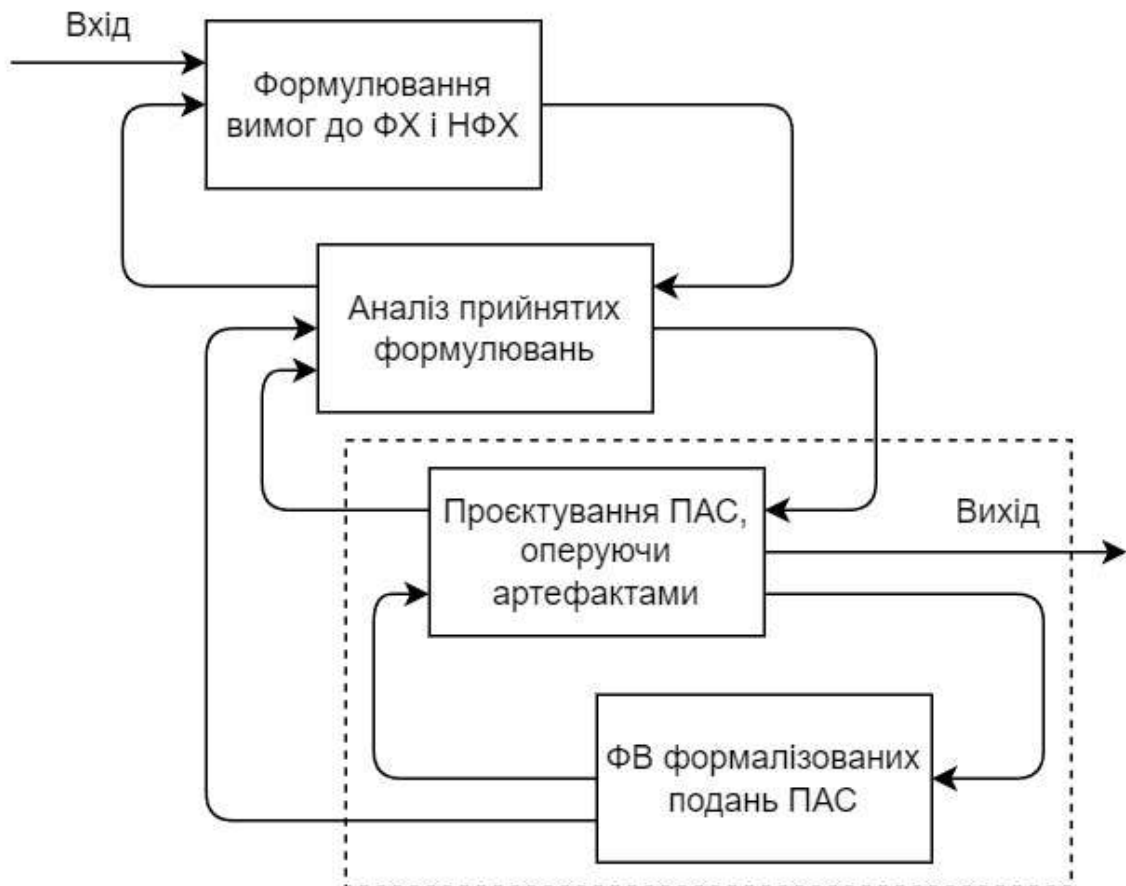 Вхід
Формулювання
вимог до ФХ і НФХ
Аналіз прийнятих
формулювань
Проєктування ПАС,
оперуючи
артефактами
Вихід
ФВ формалізованих
подань ПАС